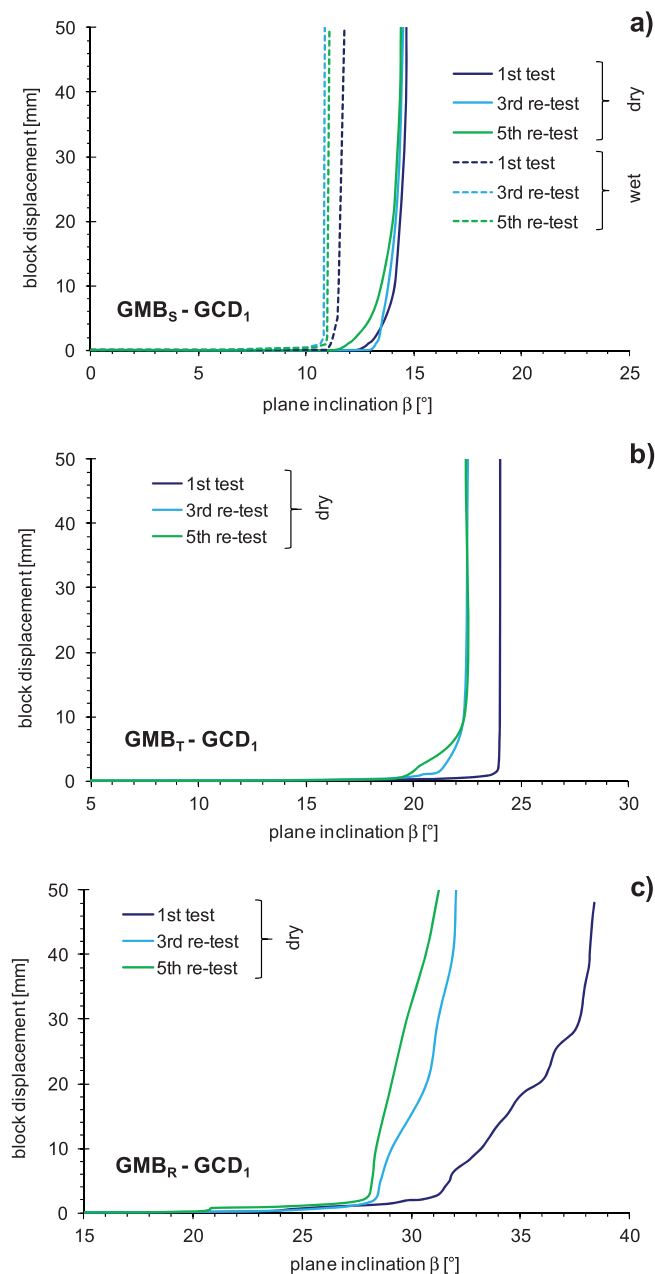 a)
50
40
30
20
10
0
block displacement [mm]
1st test
3rd re-test
5th re-test
dry
1st test
3rd re-test
5th re-test
wet
GMBS - GCD1
0 5 10 15 20 25
plane inclination β [°]
b)
50
40
30
20
10
0
block displacement [mm]
1st test
3rd re-test
5th re-test
dry
GMBT - GCD1
5 10 15 20 25 30
plane inclination β [°]
c)
50
40
30
20
10
0
block displacement [mm]
1st test
3rd re-test
5th re-test
dry
GMBR - GCD1
15 20 25 30 35 40
plane inclination β [°]